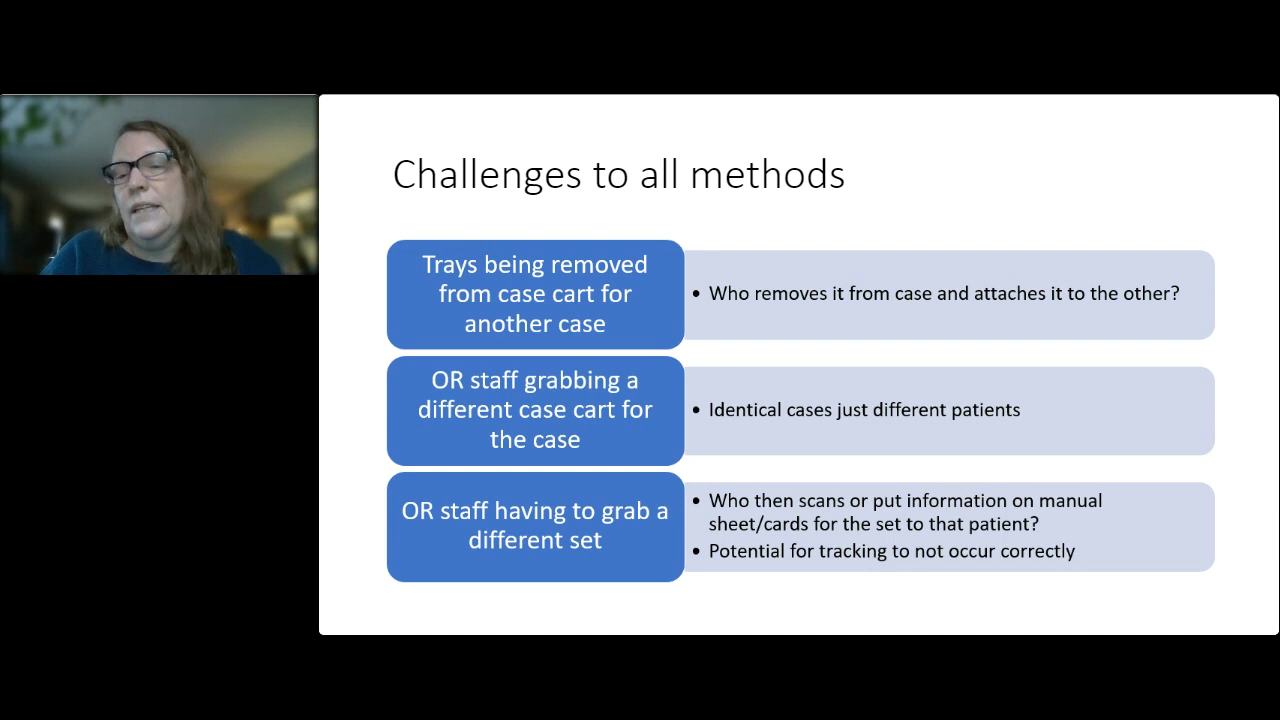 Challenges to all methods
Trays being removed
from case cart for
another case
• Who removes it from case and attaches it to the other?
OR staff grabbing a
different case cart for
the case
• Identical cases just different patients
OR staff having to grab a
different set
• Who then scans or put information on manual
sheet/cards for the set to that patient?
• Potential for tracking to not occur correctly